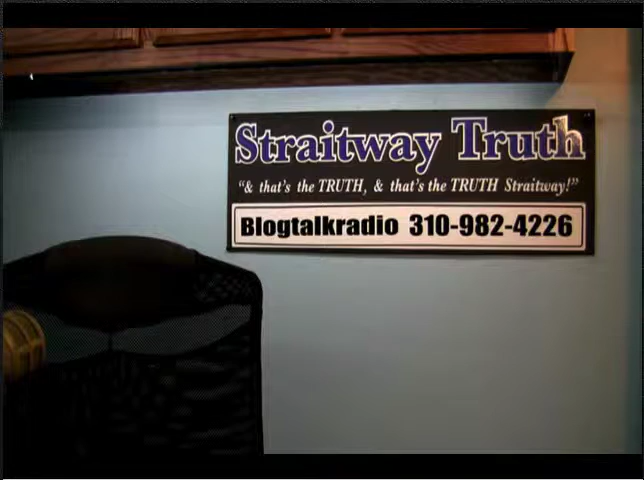 Straitway Truth
“& that's the TRUTH, & that's the TRUTH Straitway!”
Blogtalkradio 310-982-4226